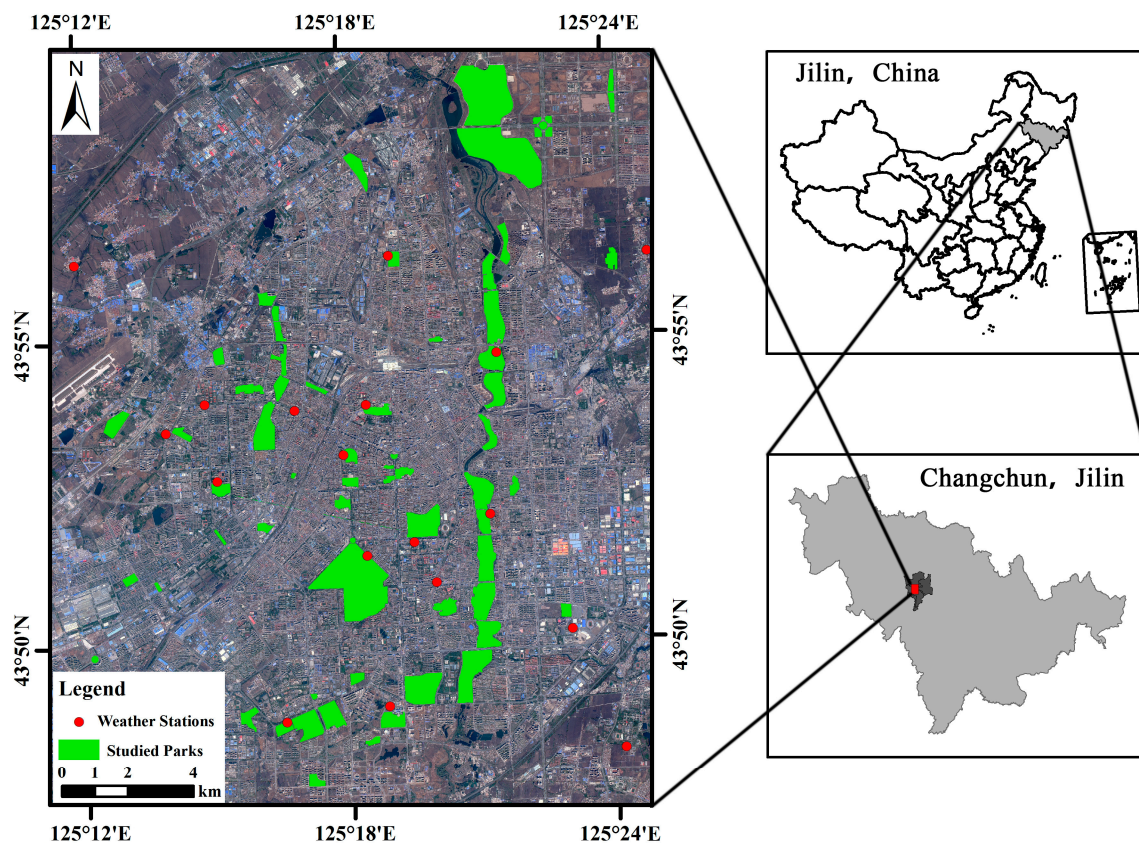 125°12'E 125°18'E 125°24'E
N
Jilin, China
43°55'N
43°55'N
Changchun, Jilin
43°50'N
43°50'N
Legend
Weather Stations
Studied Parks
0 1 2 4
km
125°12'E 125°18'E 125°24'E